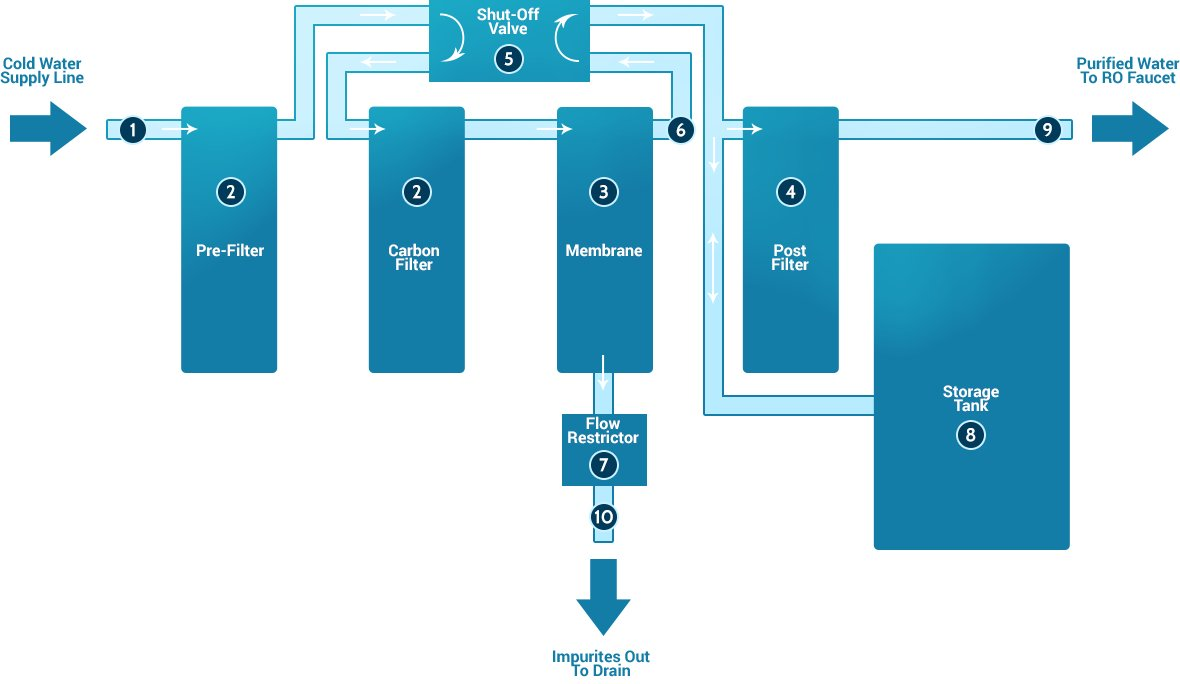 Shut-Off
Valve
5
Cold Water
Supply Line
Purified Water
To RO Faucet
1
6
9
2
2
3
4
Pre-Filter
Carbon
Filter
Membrane
Post
Filter
Storage
Tank
8
Flow
Restrictor
7
10
Impurites Out
To Drain